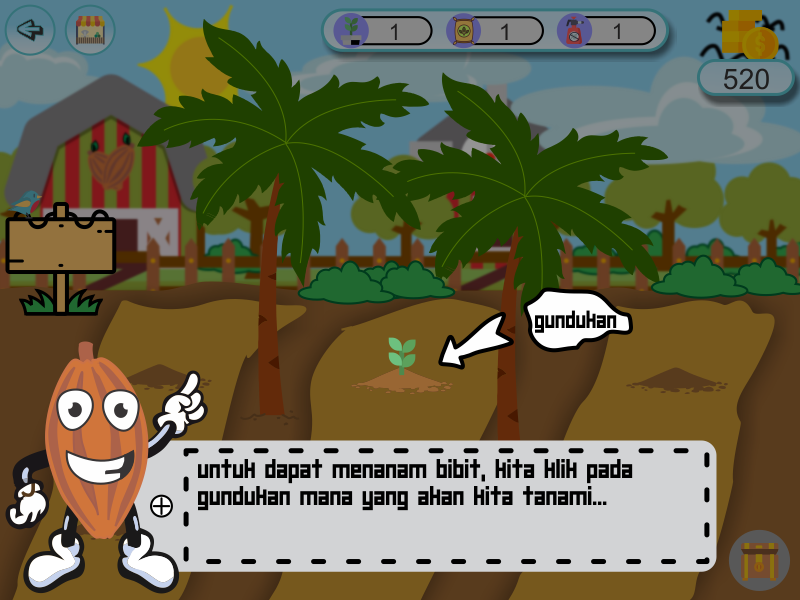 1 1 1
520
gundukan
untuk dapat menanam bibit, kita klik pada
gundukan mana yang akan kita tanami...